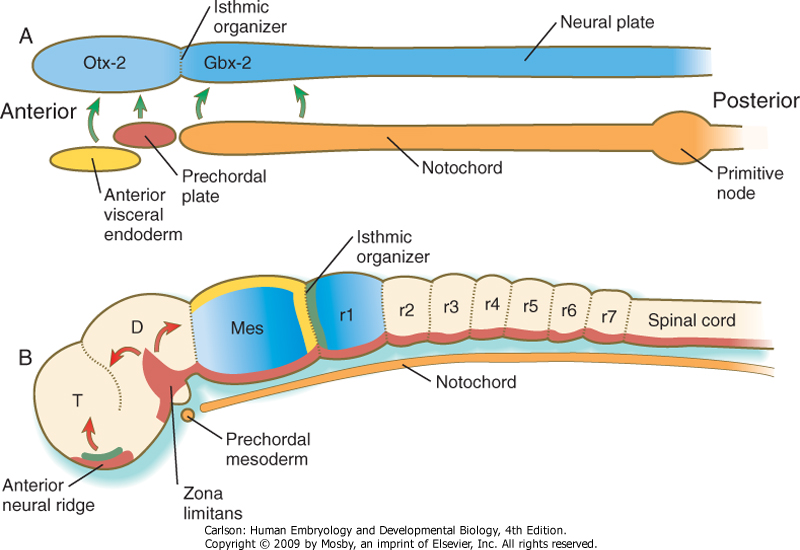 A
Isthmic
organizer
Neural plate
Otx-2
Gbx-2
Anterior
Posterior
Prechordal
plate
Notochord
Primitive
node
Anterior
visceral
endoderm
Isthmic
organizer
B
D
Mes
r1
r2
r3
r4
r5
r6
r7
Spinal cord
T
Notochord
Prechordal
mesoderm
Anterior
neural ridge
Zona
limitans
Carlson: Human Embryology and Developmental Biology, 4th Edition.
Copyright © 2009 by Mosby, an imprint of Elsevier, Inc. All rights reserved.